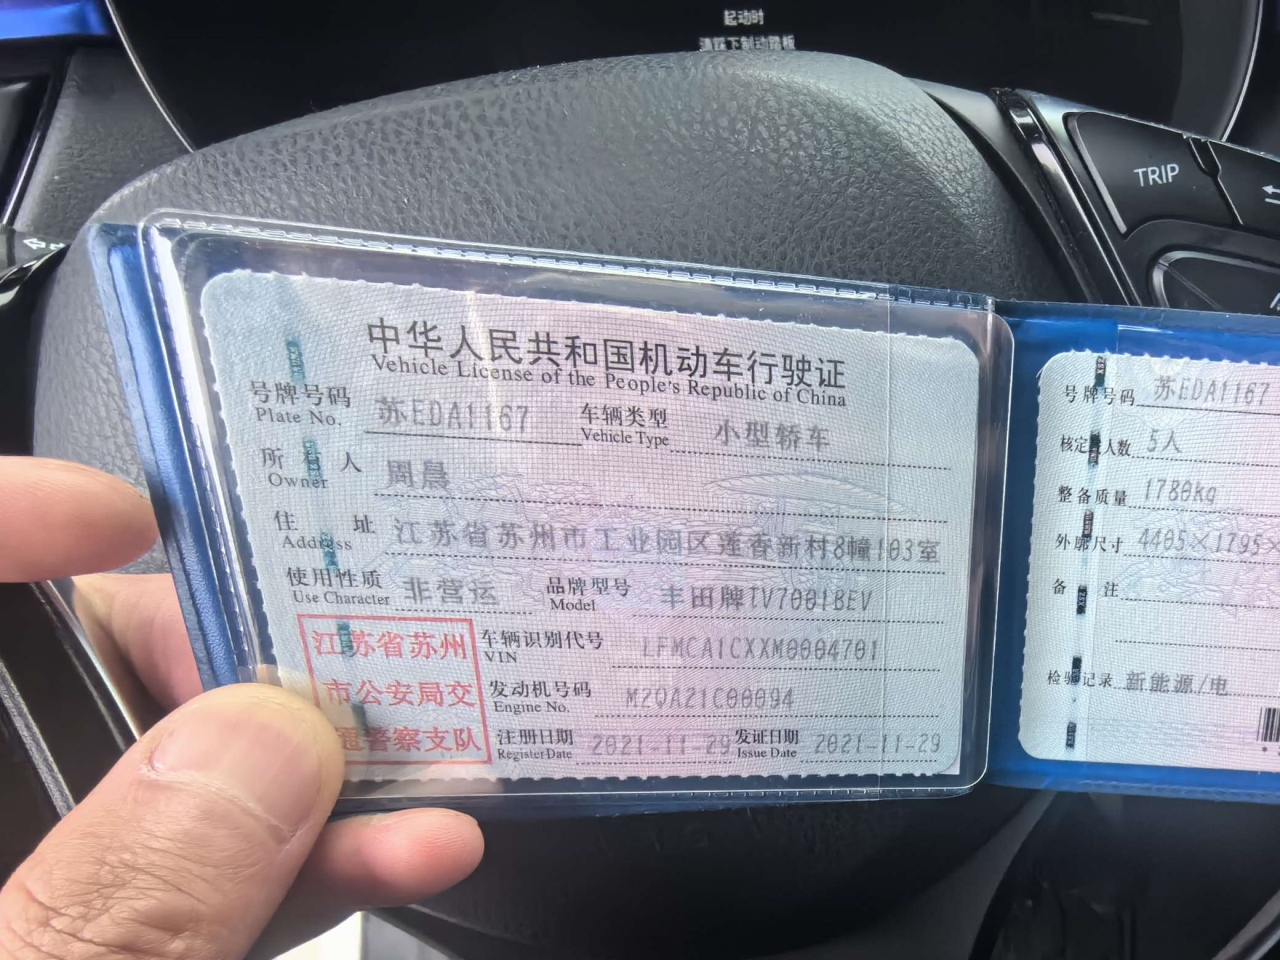 起动时
请踩下制动踏板
TRIP
中华人民共和国机动车行驶证
Vehicle License of the People's Republic of China
号牌号码 苏EDA1167 车辆类型 小型轿车
Plate No. Vehicle Type
所有人 周晨
Owner
住址 江苏省苏州市工业园区莲香新村8幢103室
Address
使用性质 非营运 品牌型号 丰田牌TV7001BEV
Use Character Model
江苏省苏州
市公安局交
通警察支队
车辆识别代号 LFMCA1CXXM0004701
VIN
发动机号码 M2QA21C00094
Engine No.
注册日期 2021-11-29 发证日期 2021-11-29
Register Date Issue Date
号牌号码 苏EDA1167
核定 人数 5人
整备质量 1780kg
外廓尺寸 4405×1795×
备注
检验记录 新能源/电